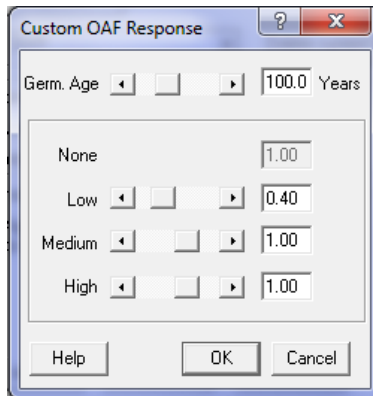 Custom OAF Response
Germ. Age 100.0 Years
None 1.00
Low 0.40
Medium 1.00
High 1.00
Help OK Cancel